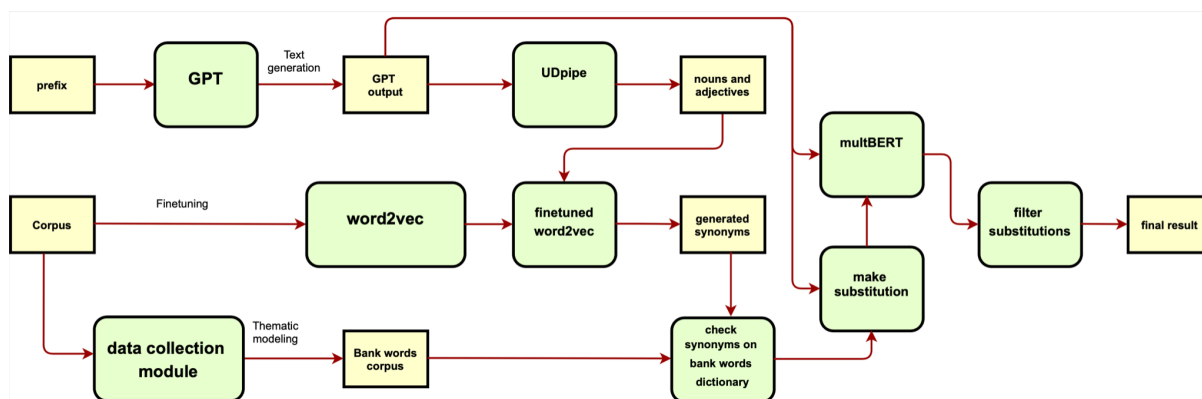 prefix
GPT
Text
generation
GPT
output
UDpipe
nouns and
adjectives
multBERT
Corpus
Finetuning
word2vec
finetuned
word2vec
generated
synonyms
filter
substitutions
final result
make
substitution
data collection
module
Thematic
modeling
Bank words
corpus
check
synonyms on
bank words
dictionary